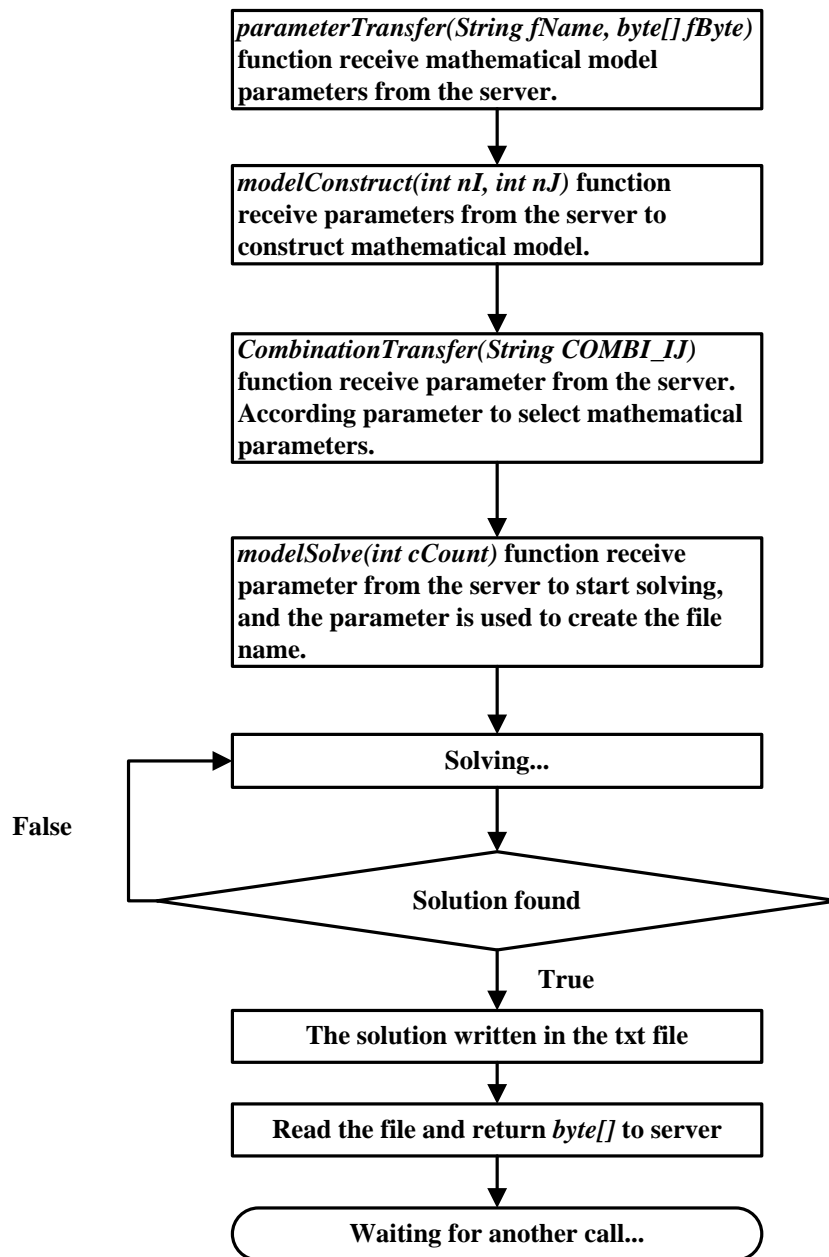 parameterTransfer(String fName, byte[] fByte)
function receive mathematical model
parameters from the server.
modelConstruct(int nI, int nJ) function
receive parameters from the server to
construct mathematical model.
CombinationTransfer(String COMBI_IJ)
function receive parameter from the server.
According parameter to select mathematical
parameters.
modelSolve(int cCount) function receive
parameter from the server to start solving,
and the parameter is used to create the file
name.
Solving...
False
Solution found
True
The solution written in the txt file
Read the file and return byte[] to server
Waiting for another call...